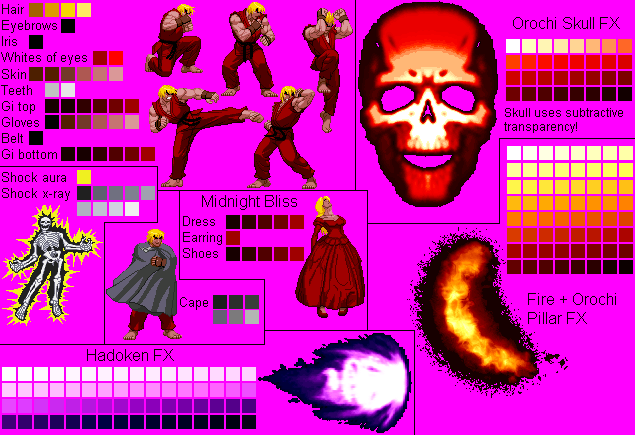 Hair
Eyebrows
Iris
Whites of eyes
Skin
Teeth
Gi top
Gloves
Belt
Gi bottom
Shock aura
Shock x-ray
Midnight Bliss
Dress
Earring
Shoes
Cape
Hadoken FX
Orochi Skull FX
Skull uses subtractive
transparency!
Fire + Orochi
Pillar FX